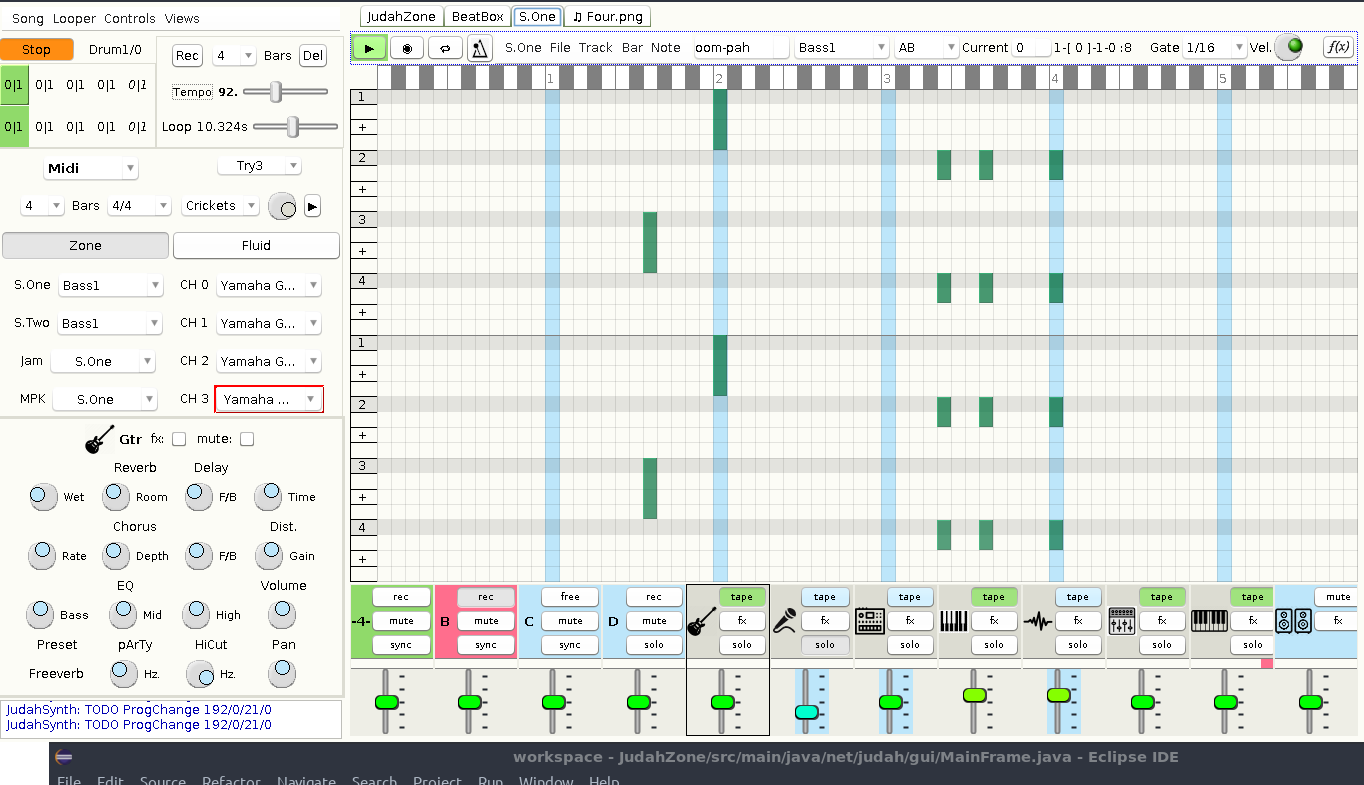 Song Looper Controls Views
JudahZone BeatBox S.One ♫ Four.png
Stop Drum1/0
Rec 4 Bars Del
▶ ◉ S.One File Track Bar Note oom-pah Bass1 AB Current 0 1-[ 0 ]-1-0 :8 Gate 1/16 Vel. f(x)
0|1 0|1 0|1 0|1 0|1
Tempo 92.
0|1 0|1 0|1 0|1 0|1
Loop 10.324s
1 2 3 4 5
1
+
2
+
3
+
4
+
1
+
2
+
3
+
4
+
Midi Try3
4 Bars 4/4 Crickets ▶
Zone Fluid
S.One Bass1 CH 0 Yamaha G...
S.Two Bass1 CH 1 Yamaha G...
Jam S.One CH 2 Yamaha G...
MPK S.One CH 3 Yamaha ...
Gtr fx: mute:
Reverb Delay
Wet Room F/B Time
Chorus Dist.
Rate Depth F/B Gain
EQ Volume
Bass Mid High
Preset pArTy HiCut Pan
Freeverb Hz. Hz.
JudahSynth: TODO ProgChange 192/0/21/0
JudahSynth: TODO ProgChange 192/0/21/0
rec rec free rec tape tape tape tape tape tape tape mute
-4- mute B mute C mute D mute fx fx fx fx fx fx fx fx
sync sync sync solo solo solo solo solo solo solo solo
workspace - JudahZone/src/main/java/net/judah/gui/MainFrame.java - Eclipse IDE
File Edit Source Refactor Navigate Search Project Run Window Help